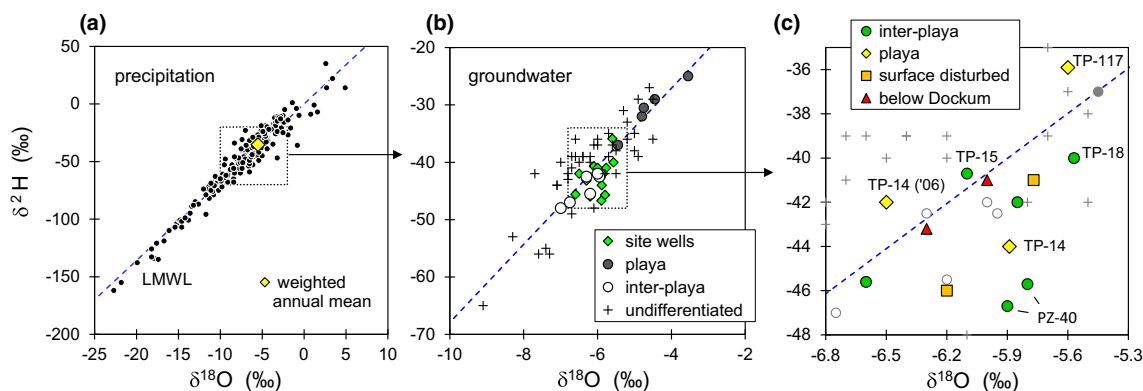 (a)
50
0
-50
-100
-150
-200
-25
-20
-15
-10
-5
0
5
10
δ²H (‰)
δ¹⁸O (‰)
precipitation
LMWL
weighted
annual mean
(b)
-20
-30
-40
-50
-60
-70
-10
-8
-6
-4
-2
δ¹⁸O (‰)
groundwater
site wells
playa
inter-playa
undifferentiated
(c)
inter-playa
playa
surface disturbed
below Dockum
-36
-38
-40
-42
-44
-46
-48
-6.8
-6.5
-6.2
-5.9
-5.6
-5.3
δ¹⁸O (‰)
TP-117
TP-15
TP-18
TP-14 ('06)
TP-14
PZ-40